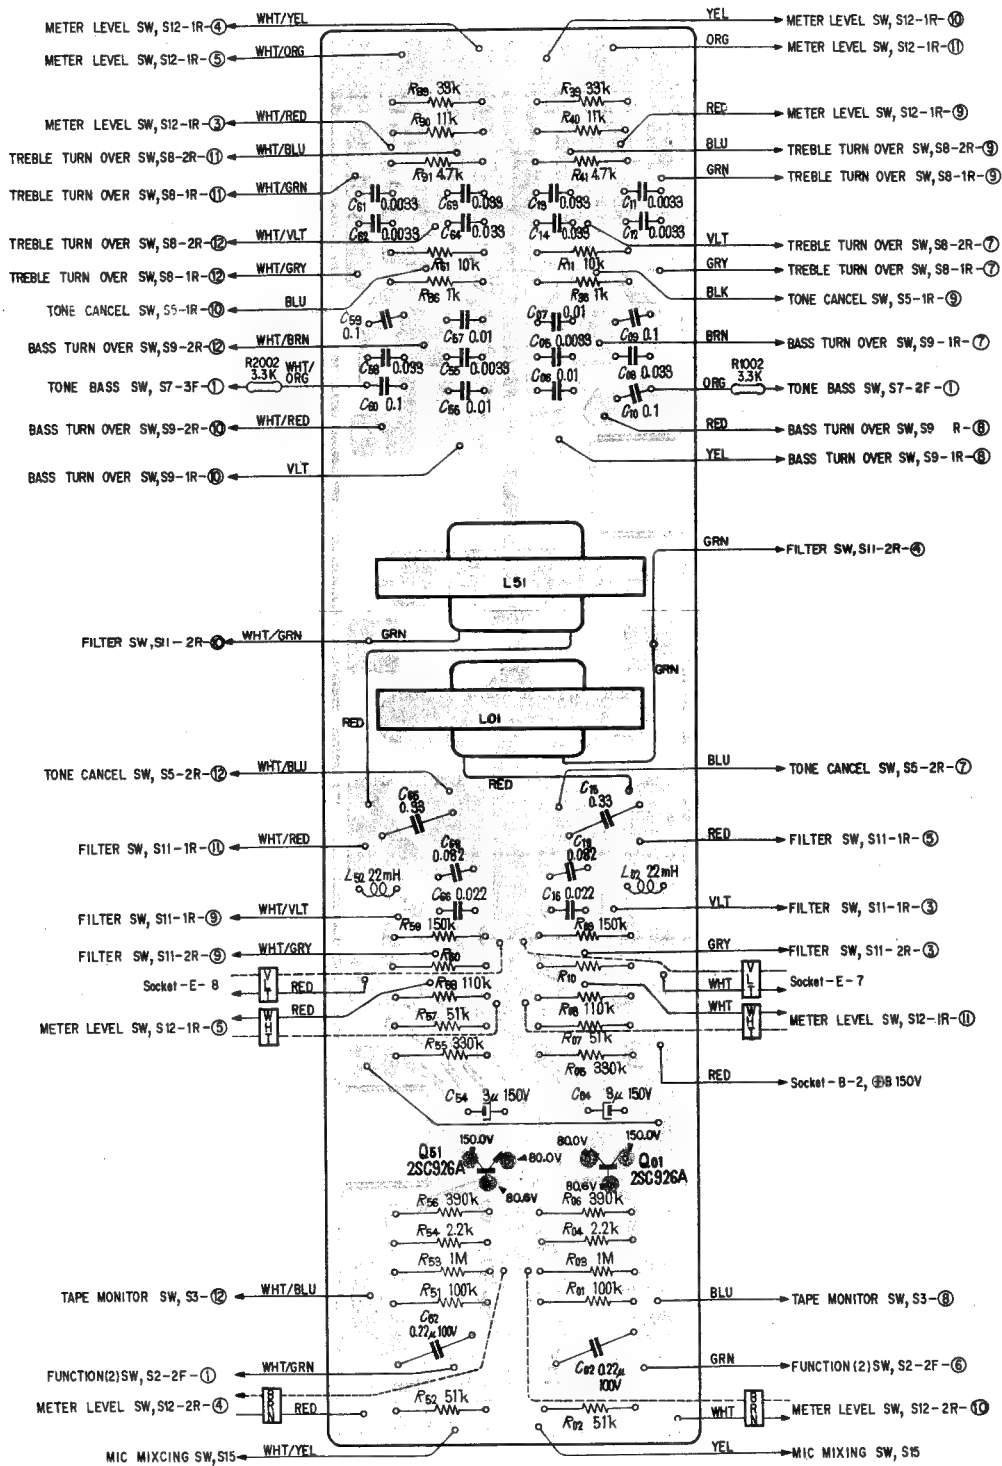 METER LEVEL SW, S12-1R-④ WHT/YEL YEL METER LEVEL SW, S12-1R-⑩
METER LEVEL SW, S12-1R-⑤ WHT/ORG ORG METER LEVEL SW, S12-1R-⑪
R89 33k R39 33k
METER LEVEL SW, S12-1R-③ WHT/RED R90 11k R40 11k RED METER LEVEL SW, S12-1R-⑨
TREBLE TURN OVER SW, S8-2R-⑪ WHT/BLU BLU TREBLE TURN OVER SW, S8-2R-⑨
R91 4.7k R41 4.7k
TREBLE TURN OVER SW, S8-1R-⑪ WHT/GRN GRN TREBLE TURN OVER SW, S8-1R-⑨
C61 0.0033 C63 0.033 C13 0.033 C11 0.0033
C62 0.0033 C64 0.033 C14 0.033 C12 0.0033
TREBLE TURN OVER SW, S8-2R-⑫ WHT/VLT VLT TREBLE TURN OVER SW, S8-2R-⑦
R61 10k R11 10k
TREBLE TURN OVER SW, S8-1R-⑫ WHT/GRY GRY TREBLE TURN OVER SW, S8-1R-⑦
R86 1k R36 1k
TONE CANCEL SW, S5-1R-⑩ BLU BLK TONE CANCEL SW, S5-1R-⑨
C59 0.1 C57 0.01 C07 0.01 C09 0.1
BASS TURN OVER SW, S9-2R-⑫ WHT/BRN BRN BASS TURN OVER SW, S9-1R-⑦
C58 0.033 C55 0.0033 C05 0.0033 C08 0.033
R2002 3.3K R1002 3.3K
TONE BASS SW, S7-3F-① WHT/ORG ORG TONE BASS SW, S7-2F-①
C60 0.1 C56 0.01 C06 0.01 C10 0.1
BASS TURN OVER SW, S9-2R-⑩ WHT/RED RED BASS TURN OVER SW, S9 R-⑧
BASS TURN OVER SW, S9-1R-⑩ VLT YEL BASS TURN OVER SW, S9-1R-⑧
GRN FILTER SW, S11-2R-④
L51
FILTER SW, S11-2R-⑩ WHT/GRN GRN
GRN
L01
RED
TONE CANCEL SW, S5-2R-⑫ WHT/BLU RED BLU TONE CANCEL SW, S5-2R-⑦
C65 0.33 C15 0.33
FILTER SW, S11-1R-⑪ WHT/RED RED FILTER SW, S11-1R-⑤
C68 0.082 C18 0.082
L52 22mH L02 22mH
C66 0.022 C16 0.022
FILTER SW, S11-1R-⑨ WHT/VLT VLT FILTER SW, S11-1R-③
R59 150k R09 150k
FILTER SW, S11-2R-⑨ WHT/GRY GRY FILTER SW, S11-2R-③
R60 R10
Socket-E-8 VLT RED WHT VLT Socket-E-7
R58 110k R08 110k
METER LEVEL SW, S12-1R-⑤ WHT RED WHT WHT METER LEVEL SW, S12-1R-⑪
R57 51k R07 51k
R55 330k R05 330k
RED Socket-B-2, ⊕B 150V
C54 3μ 150V C04 3μ 150V
150.0V 80.0V 150.0V
Q51 2SC926A 80.0V Q01 2SC926A
80.6V 80.6V
R56 390k R06 390k
R54 2.2k R04 2.2k
R53 1M R03 1M
TAPE MONITOR SW, S3-⑫ WHT/BLU R51 100k R01 100k BLU TAPE MONITOR SW, S3-⑧
C52 0.22μ 100V
FUNCTION(2)SW, S2-2F-① WHT/GRN C02 0.22μ 100V GRN FUNCTION(2)SW, S2-2F-⑥
METER LEVEL SW, S12-2R-④ BRN RED R52 51k R02 51k WHT BRN METER LEVEL SW, S12-2R-⑩
MIC MIXCING SW, S15 WHT/YEL YEL MIC MIXING SW, S15